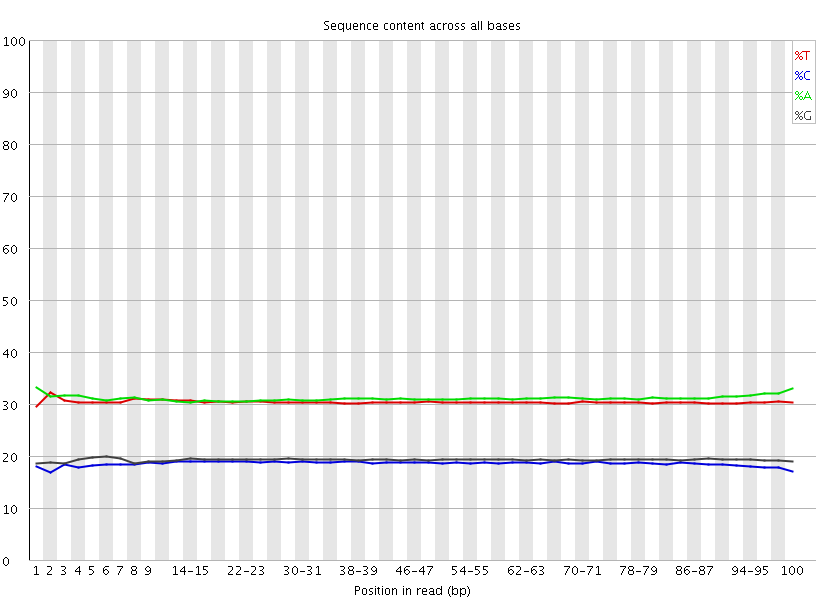 Sequence content across all bases
100
90
80
70
60
50
40
30
20
10
0
%T
%C
%A
%G
1 2 3 4 5 6 7 8 9 14-15 22-23 30-31 38-39 46-47 54-55 62-63 70-71 78-79 86-87 94-95 100
Position in read (bp)